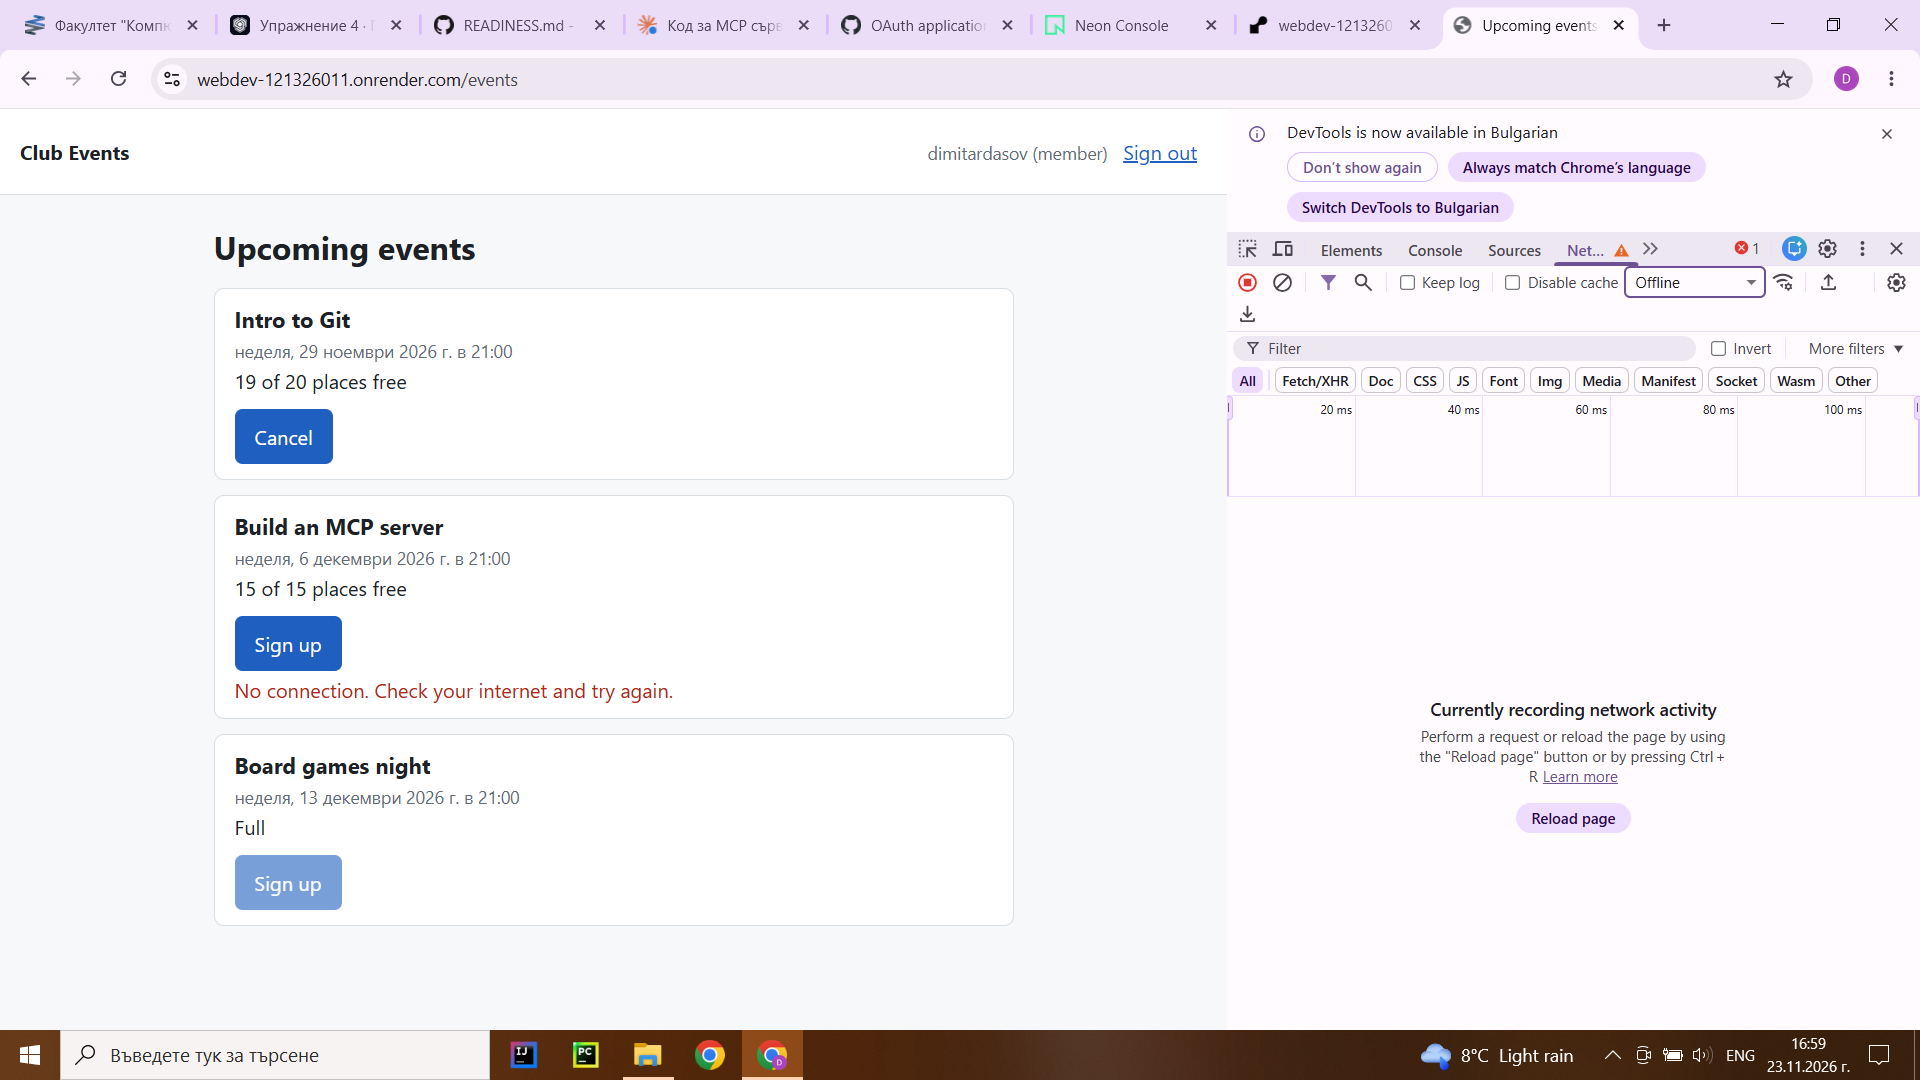 Факултет "Компю
Упражнение 4 · 
READINESS.md -
Код за MCP сърв
OAuth application
Neon Console
webdev-1213260
Upcoming events
webdev-121326011.onrender.com/events
D
Club Events
dimitardasov (member) Sign out
Upcoming events
Intro to Git
неделя, 29 ноември 2026 г. в 21:00
19 of 20 places free
Cancel
Build an MCP server
неделя, 6 декември 2026 г. в 21:00
15 of 15 places free
Sign up
No connection. Check your internet and try again.
Board games night
неделя, 13 декември 2026 г. в 21:00
Full
Sign up
DevTools is now available in Bulgarian
Don't show again Always match Chrome's language
Switch DevTools to Bulgarian
Elements Console Sources Net... 1
Keep log Disable cache Offline
Filter Invert More filters
All Fetch/XHR Doc CSS JS Font Img Media Manifest Socket Wasm Other
20 ms 40 ms 60 ms 80 ms 100 ms
Currently recording network activity
Perform a request or reload the page by using
the "Reload page" button or by pressing Ctrl +
R Learn more
Reload page
Въведете тук за търсене
IJ
PC
D
8°C Light rain
ENG
16:59
23.11.2026 г.